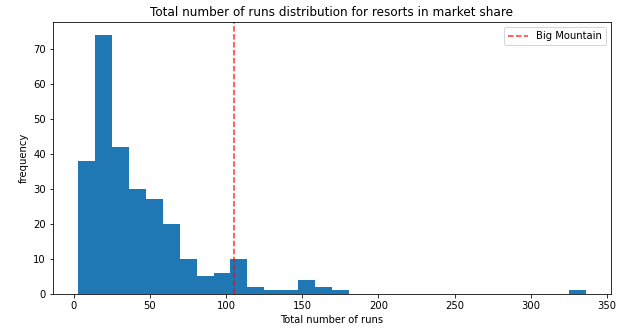 Total number of runs distribution for resorts in market share
Big Mountain
frequency
70
60
50
40
30
20
10
0
0 50 100 150 200 250 300 350
Total number of runs